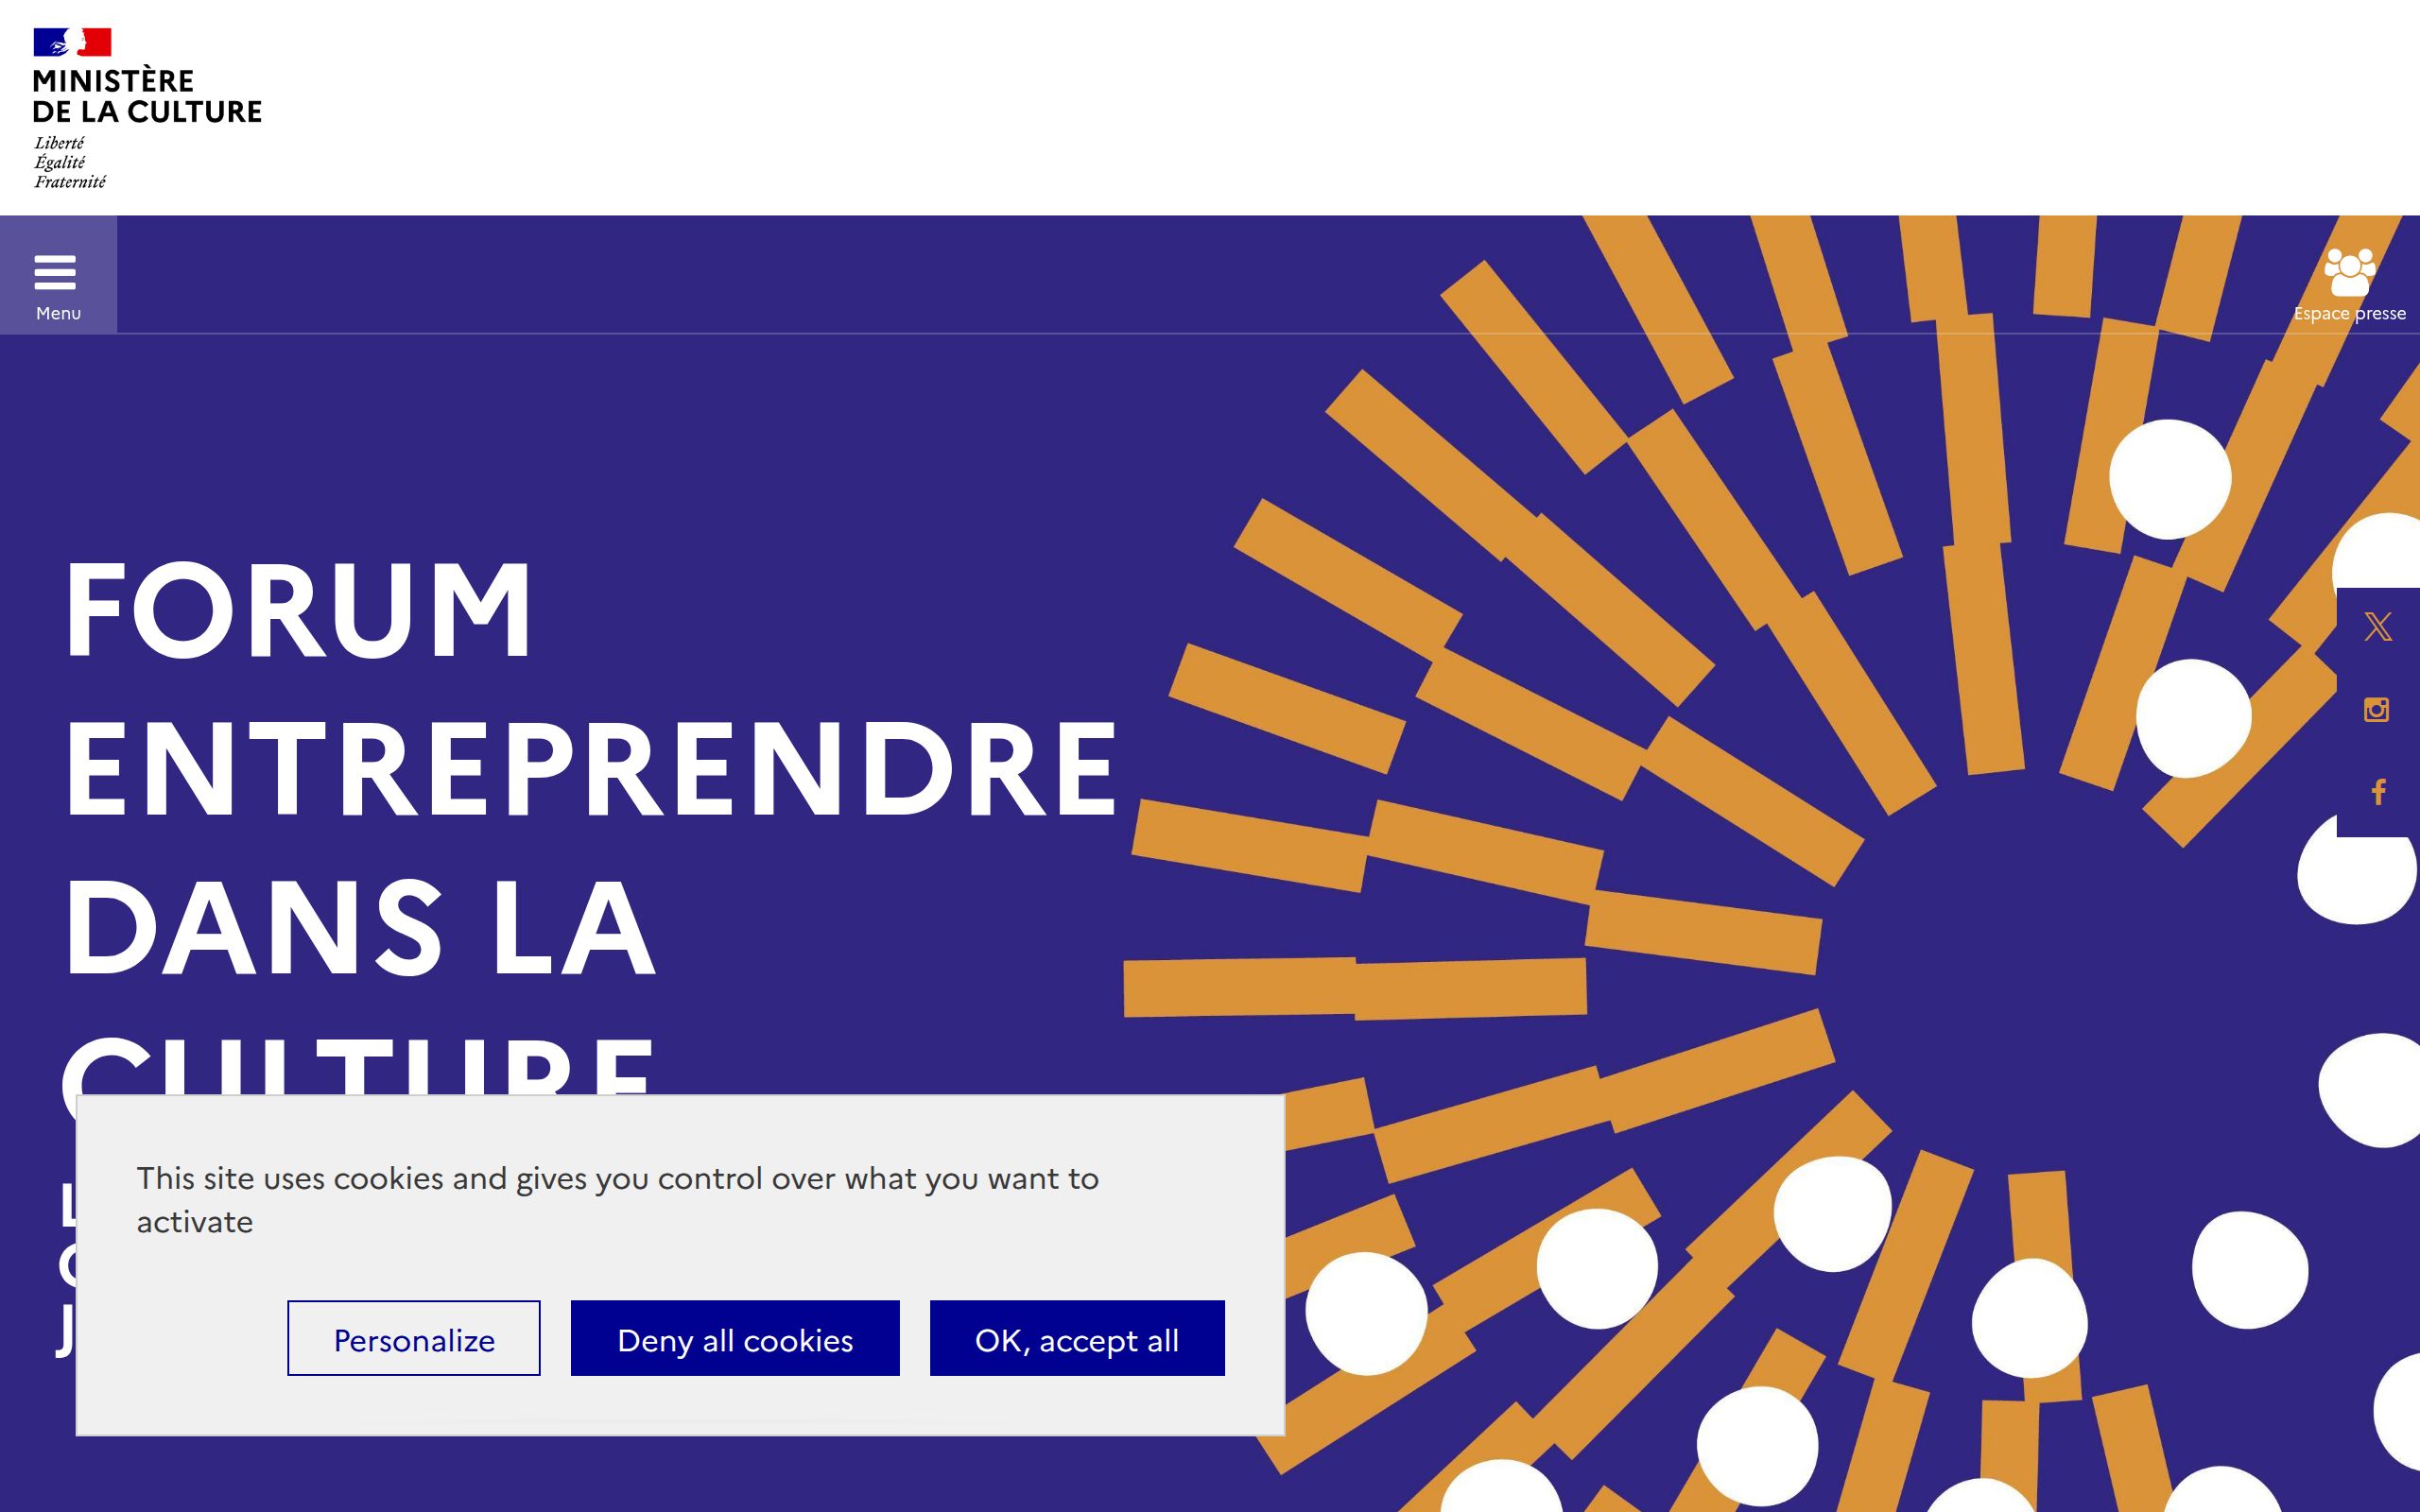 MINISTÈRE
DE LA CULTURE
Liberté
Égalité
Fraternité
Menu
Espace presse
FORUM
ENTREPRENDRE
DANS LA
CULTURE
This site uses cookies and gives you control over what you want to
activate
Personalize
Deny all cookies
OK, accept all